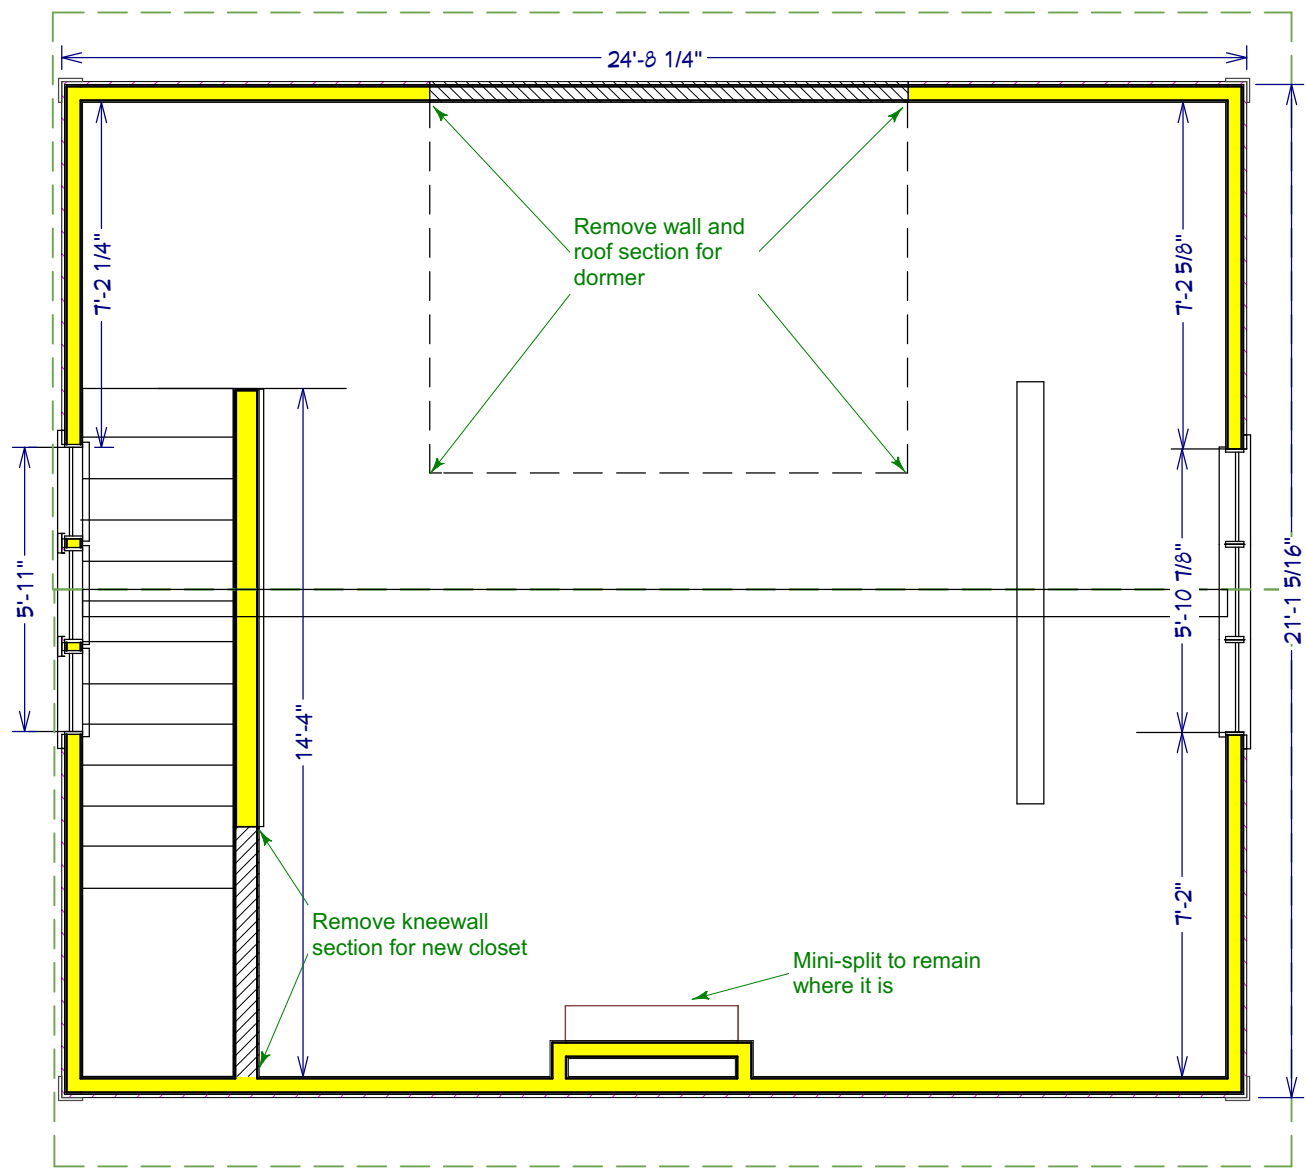 24'-8 1/4"
Remove wall and
roof section for
dormer
7'-2 1/4"
7'-2 5/8"
5'-11"
5'-10 7/8"
21'-1 5/16"
14'-4"
7'-2"
Remove kneewall
section for new closet
Mini-split to remain
where it is